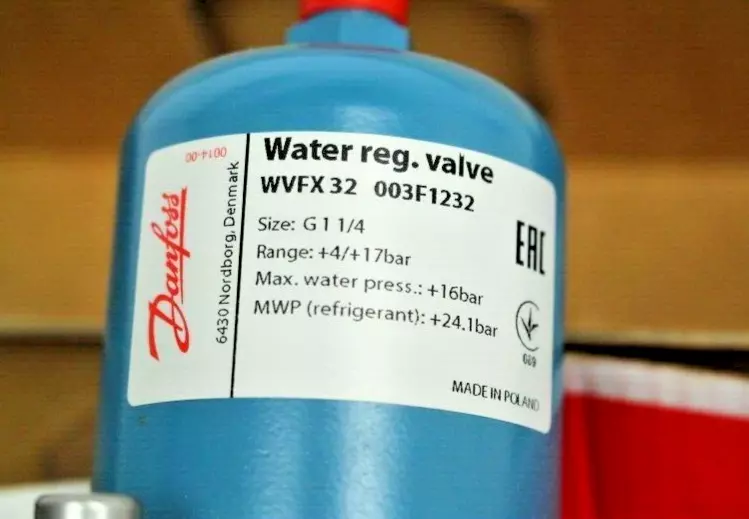 0014-00
Danfoss
6430 Nordborg, Denmark
Water reg. valve
WVFX 32 003F1232
Size: G 1 1/4
Range: +4/+17bar
Max. water press.: +16bar
MWP (refrigerant): +24.1bar
EAC
689
MADE IN POLAND